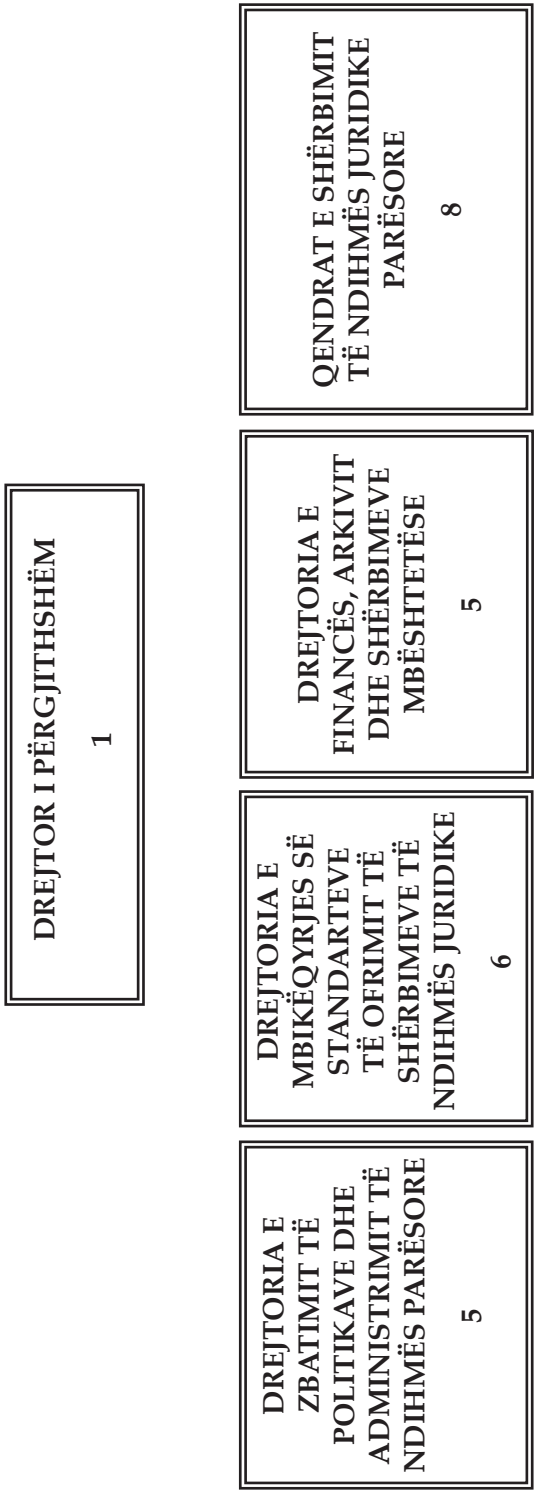 DREJTOR I PËRGJITHSHËM
1
DREJTORIA E
ZBATIMIT TË
POLITIKAVE DHE
ADMINISTRIMIT TË
NDIHMËS PARËSORE
5
DREJTORIA E
MBIKËQYRJES SË
STANDARTEVE
TË OFRIMIT TË
SHËRBIMEVE TË
NDIHMËS JURIDIKE
6
DREJTORIA E
FINANCËS, ARKIVIT
DHE SHËRBIMEVE
MBËSHTETËSE
5
QENDRAT E SHËRBIMIT
TË NDIHMËS JURIDIKE
PARËSORE
8